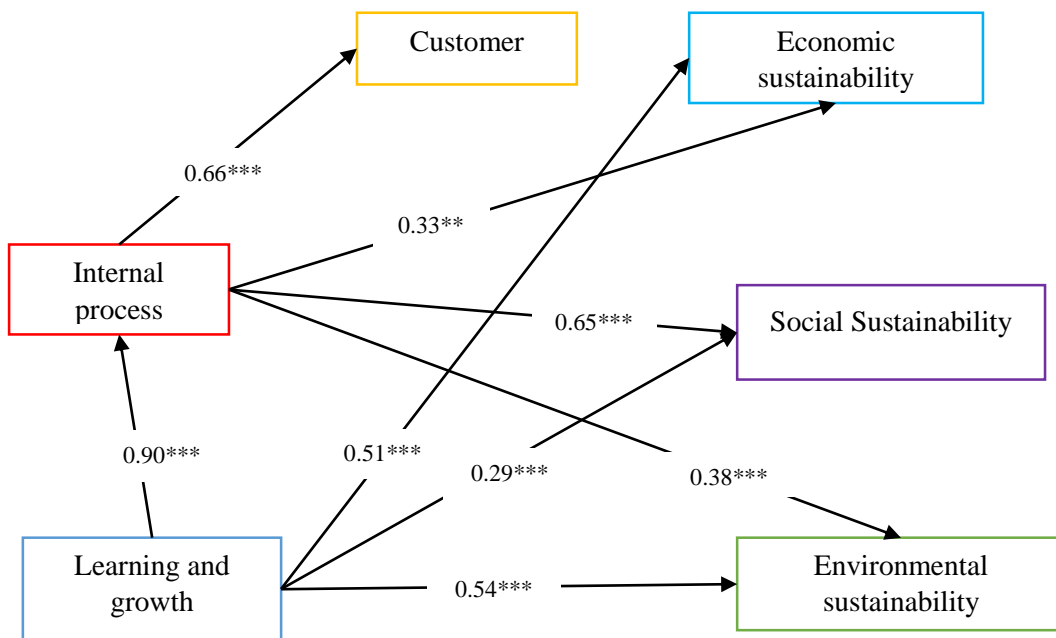 Customer
Economic
sustainability
0.66***
0.33**
Internal
process
0.65***
Social Sustainability
0.90***
0.51***
0.29***
0.38***
Learning and
growth
0.54***
Environmental
sustainability